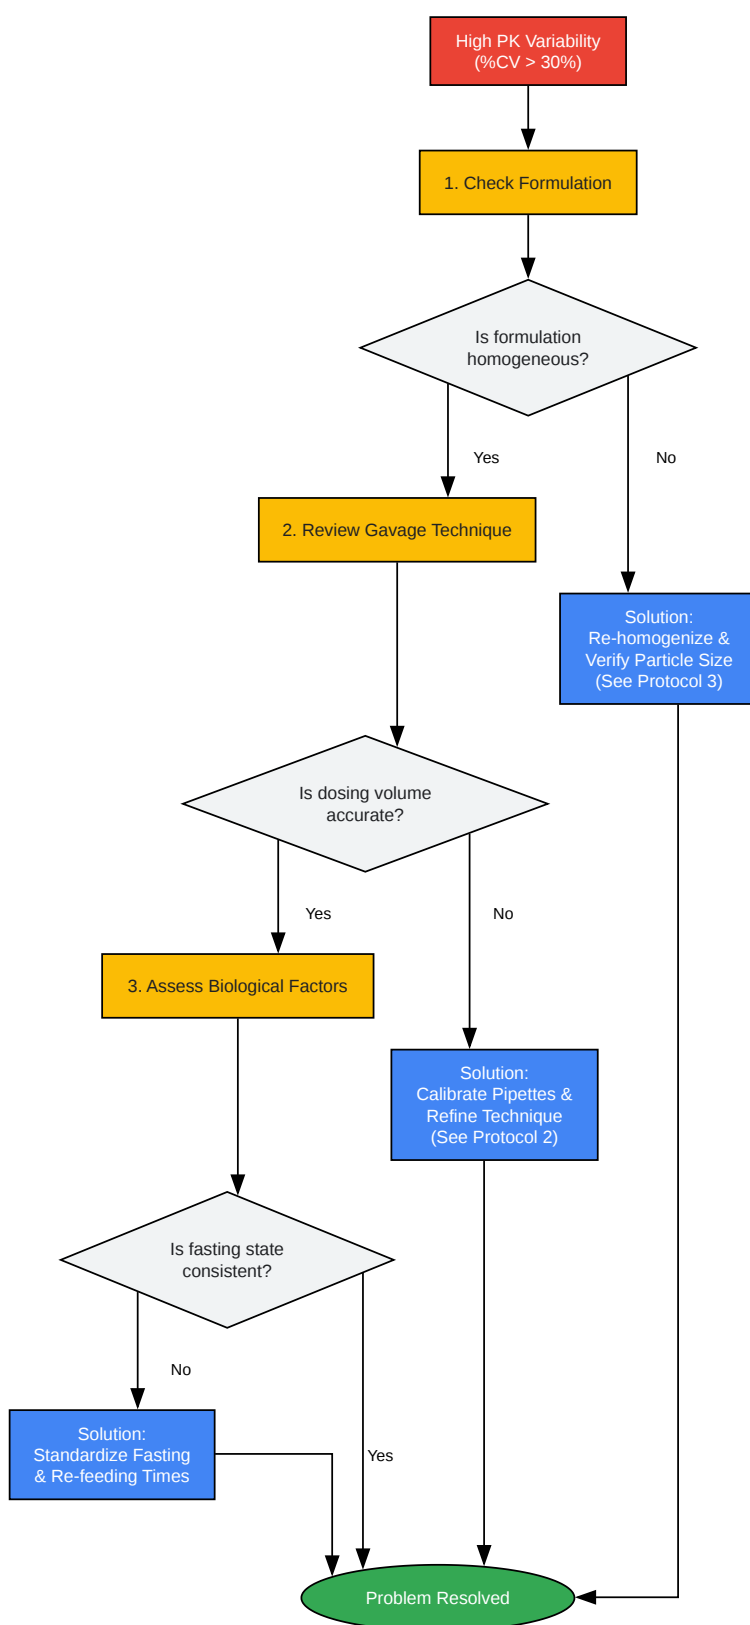 High PK Variability
(%CV > 30%)
1. Check Formulation
Is formulation
homogeneous?
Yes
No
2. Review Gavage Technique
Solution:
Re-homogenize &
Verify Particle Size
(See Protocol 3)
Is dosing volume
accurate?
Yes
No
3. Assess Biological Factors
Solution:
Calibrate Pipettes &
Refine Technique
(See Protocol 2)
Is fasting state
consistent?
No
Yes
Solution:
Standardize Fasting
& Re-feeding Times
Problem Resolved